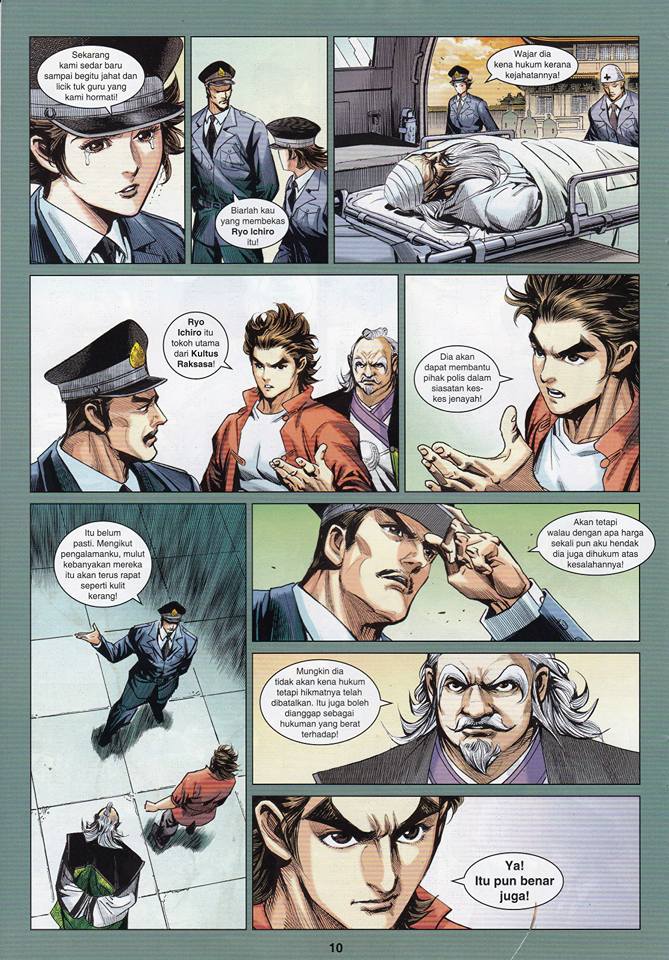 Sekarang
kami sedar baru
sampai begitu jahat dan
licik tuk guru yang
kami hormati!
Biarlah kau
yang membekas
Ryo Ichiro
itu!
Wajar dia
kena hukum kerana
kejahatannya!
Ryo
Ichiro itu
tokoh utama
dari Kultus
Raksasa!
Dia akan
dapat membantu
pihak polis dalam
siasatan kes-
kes jenayah!
Itu belum
pasti. Mengikut
pengalamanku, mulut
kebanyakan mereka
itu akan terus rapat
seperti kulit
kerang!
Akan tetapi
walau dengan apa harga
sekali pun aku hendak
dia juga dihukum atas
kesalahannya!
Mungkin dia
tidak akan kena hukum
tetapi hikmatnya telah
dibatalkan. Itu juga boleh
dianggap sebagai
hukuman yang berat
terhadap!
Ya!
Itu pun benar
juga!
10